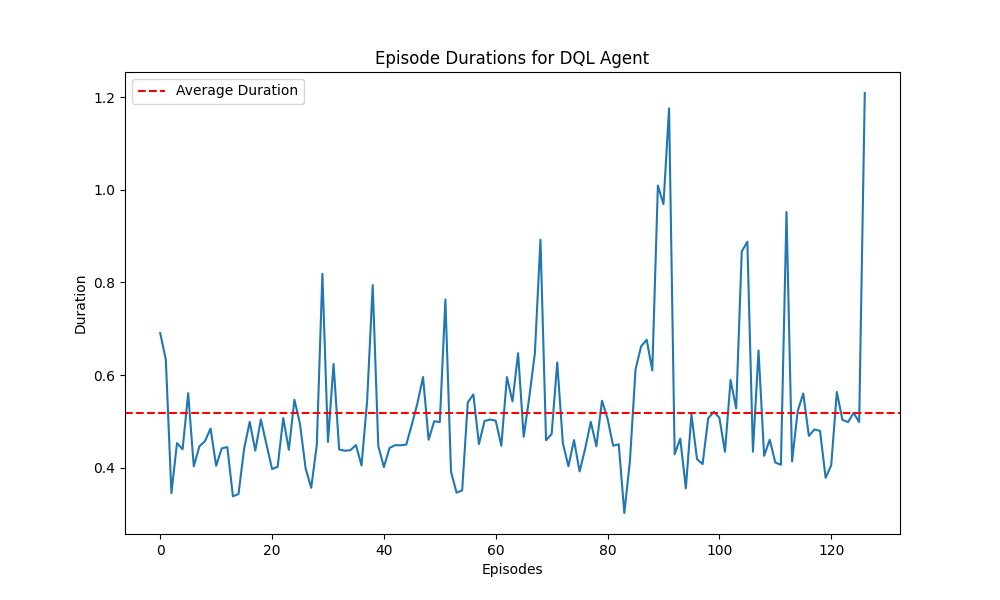 Episode Durations for DQL Agent
Average Duration
1.2
1.0
0.8
0.6
0.4
Duration
0 20 40 60 80 100 120
Episodes